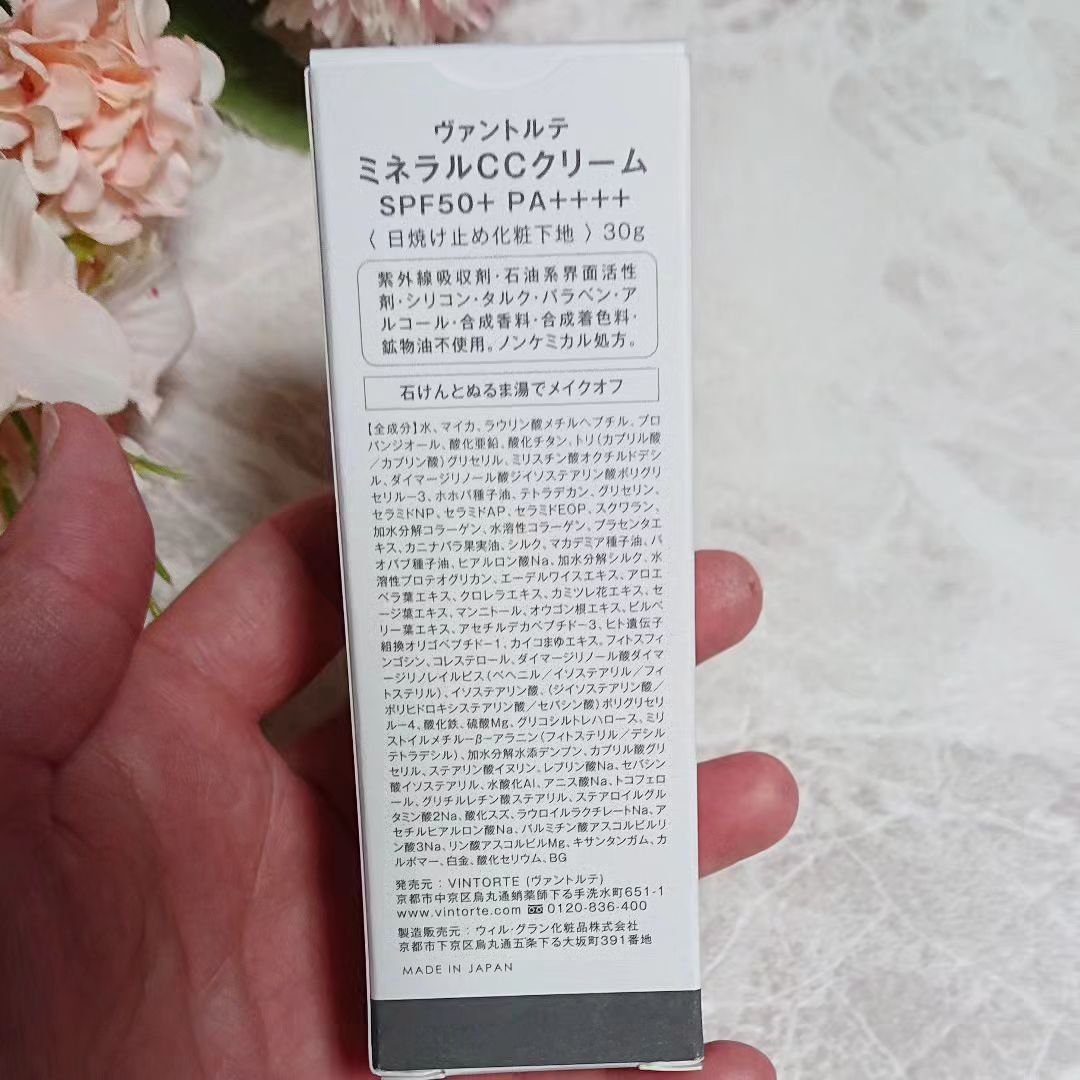 ヴァントルテ
ミネラルCCクリーム
SPF50+ PA++++
〈 日焼け止め化粧下地 〉 30g
紫外線吸収剤・石油系界面活性
剤・シリコン・タルク・パラベン・ア
ルコール・合成香料・合成着色料・
鉱物油不使用。ノンケミカル処方。
石けんとぬるま湯でメイクオフ
【全成分】水、マイカ、ラウリン酸メチルヘプチル、プロ
パンジオール、酸化亜鉛、酸化チタン、トリ(カプリル酸
／カプリン酸)グリセリル、ミリスチン酸オクチルドデシ
ル、ダイマージリノール酸ジイソステアリン酸ポリグリ
セリル－3、ホホバ種子油、テトラデカン、グリセリン、
セラミドNP、セラミドAP、セラミドEOP、スクワラン、
加水分解コラーゲン、水溶性コラーゲン、プラセンタエ
キス、カニナバラ果実油、シルク、マカデミア種子油、バ
オバブ種子油、ヒアルロン酸Na、加水分解シルク、水
溶性プロテオグリカン、エーデルワイスエキス、アロエ
ベラ葉エキス、クロレラエキス、カミツレ花エキス、セ
ージ葉エキス、マンニトール、オウゴン根エキス、ビルベ
リー葉エキス、アセチルデカペプチド－3、ヒト遺伝子
組換オリゴペプチド－1、カイコまゆエキス、フィトスフィ
ンゴシン、コレステロール、ダイマージリノール酸ダイマ
ージリノレイルビス(ベヘニル／イソステアリル／フィ
トステリル)、イソステアリン酸、(ジイソステアリン酸／
ポリヒドロキシステアリン酸／セバシン酸)ポリグリセリ
ル－4、酸化鉄、硫酸Mg、グリコシルトレハロース、ミリ
ストイルメチル－β－アラニン(フィトステリル／デシル
テトラデシル)、加水分解水添デンプン、カプリル酸グリ
セリル、ステアリン酸イヌリン、レブリン酸Na、セバシン
酸イソステアリル、水酸化Al、アニス酸Na、トコフェロ
ール、グリチルレチン酸ステアリル、ステアロイルグル
タミン酸2Na、酸化スズ、ラウロイルラクチレートNa、ア
セチルヒアルロン酸Na、パルミチン酸アスコルビルリ
ン酸3Na、リン酸アスコルビルMg、キサンタンガム、カ
ルボマー、白金、酸化セリウム、BG
発売元：VINTORTE (ヴァントルテ)
京都市中京区烏丸通蛸薬師下る手洗水町651-1
www.vintorte.com 0120-836-400
製造販売元：ウィル・グラン化粧品株式会社
京都市下京区烏丸通五条下る大坂町391番地
MADE IN JAPAN